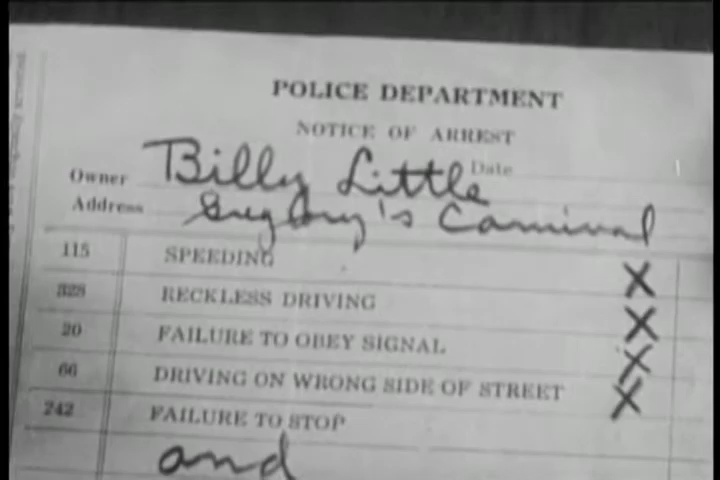 POLICE DEPARTMENT
NOTICE OF ARREST
Owner Billy Little Date
Address Gregory's Carnival
115 SPEEDING X
328 RECKLESS DRIVING X
20 FAILURE TO OBEY SIGNAL X
66 DRIVING ON WRONG SIDE OF STREET X
242 FAILURE TO STOP
and